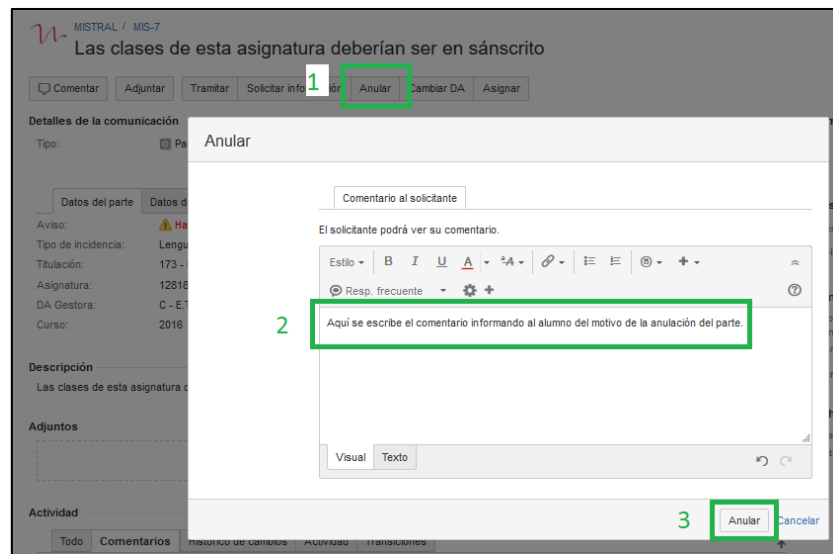 MISTRAL / MIS-7
Las clases de esta asignatura deberían ser en sánscrito
1
Comentar Adjuntar Tramitar Solicitar información Anular Cambiar DA Asignar
Detalles de la comunicación
Tipo: Pa
Anular
Datos del parte Datos d
Comentario al solicitante
Aviso: Ha
El solicitante podrá ver su comentario.
Tipo de incidencia: Lengu
Titulación: 173 -
Estilo B I U A A
Asignatura: 12818
Resp. frecuente
DA Gestora: C - E.T
Curso: 2016
2
Aquí se escribe el comentario informando al alumno del motivo de la anulación del parte.
Descripción
Las clases de esta asignatura d
Adjuntos
Visual Texto
Actividad
3
Anular Cancelar
Todo Comentarios Histórico de cambios Actividad Transiciones